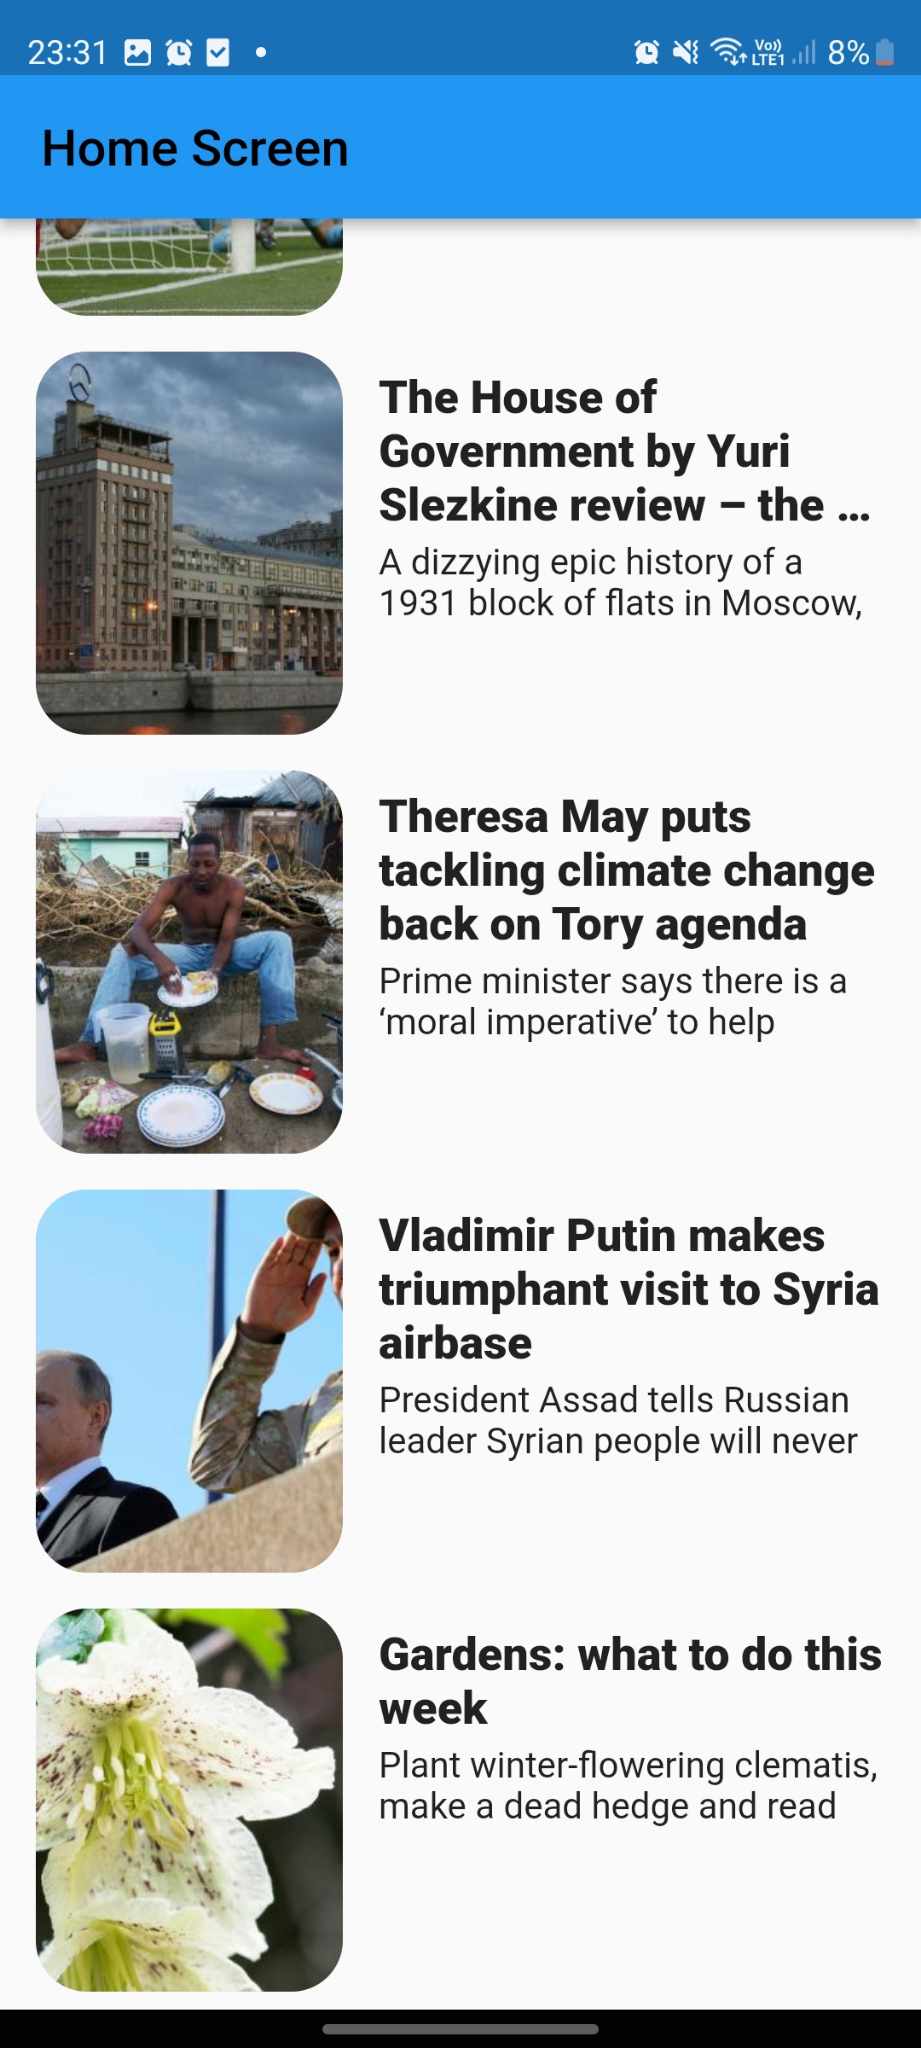 23:31
Vo))
LTE1
8%
Home Screen
The House of
Government by Yuri
Slezkine review – the ...
A dizzying epic history of a
1931 block of flats in Moscow,
Theresa May puts
tackling climate change
back on Tory agenda
Prime minister says there is a
‘moral imperative’ to help
Vladimir Putin makes
triumphant visit to Syria
airbase
President Assad tells Russian
leader Syrian people will never
Gardens: what to do this
week
Plant winter-flowering clematis,
make a dead hedge and read